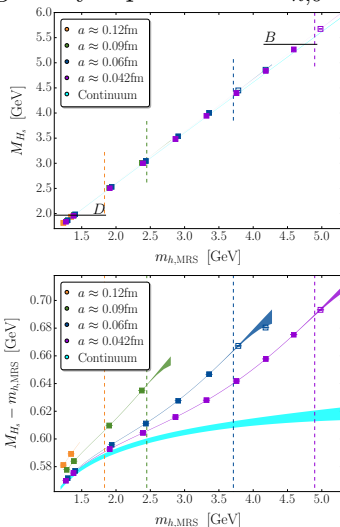 6.0
5.5
5.0
4.5
4.0
3.5
3.0
2.5
2.0
M_{H_s} [GeV]
a ≈ 0.12fm
a ≈ 0.09fm
a ≈ 0.06fm
a ≈ 0.042fm
Continuum
B
D
1.5 2.0 2.5 3.0 3.5 4.0 4.5 5.0
m_{h,MRS} [GeV]
0.70
0.68
0.66
0.64
0.62
0.60
0.58
M_{H_s} − m_{h,MRS} [GeV]
a ≈ 0.12fm
a ≈ 0.09fm
a ≈ 0.06fm
a ≈ 0.042fm
Continuum
1.5 2.0 2.5 3.0 3.5 4.0 4.5 5.0
m_{h,MRS} [GeV]